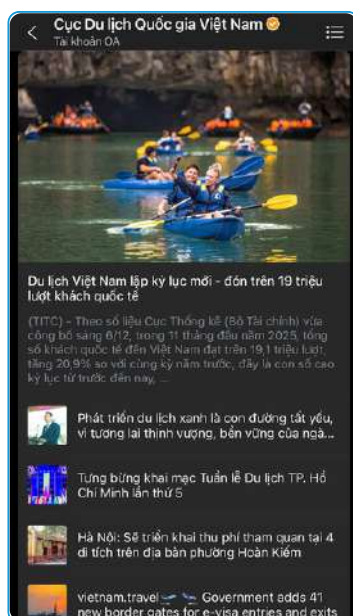 Cục Du lịch Quốc gia Việt Nam
Tài khoản OA
Du lịch Việt Nam lập kỷ lục mới - đón trên 19 triệu
lượt khách quốc tế
(TITC) - Theo số liệu Cục Thống kê (Bộ Tài chính) vừa
công bố sáng 6/12, trong 11 tháng đầu năm 2025, tổng
số khách quốc tế đến Việt Nam đạt trên 19,1 triệu lượt,
tăng 20,9% so với cùng kỳ năm trước, đây là con số cao
kỷ lục từ trước đến nay, ...
Phát triển du lịch xanh là con đường tất yếu,
vì tương lai thịnh vượng, bền vững của ngà...
Tưng bừng khai mạc Tuần lễ Du lịch TP. Hồ
Chí Minh lần thứ 5
Hà Nội: Sẽ triển khai thu phí tham quan tại 4
di tích trên địa bàn phường Hoàn Kiếm
vietnam.travel Government adds 41
new border gates for e-visa entries and exits